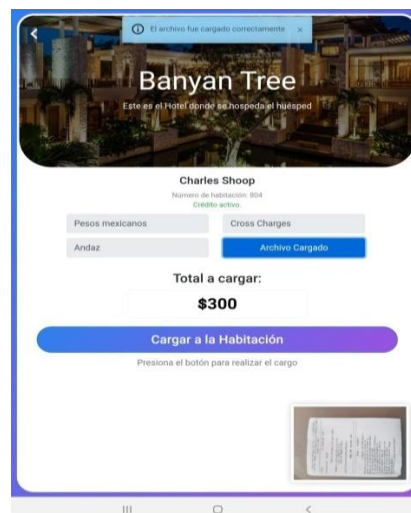 El archivo fue cargado correctamente ×
Banyan Tree
Este es el Hotel donde se hospeda el huésped
Charles Shoop
Número de habitación: 804
Crédito activo.
Pesos mexicanos
Cross Charges
Andaz
Archivo Cargado
Total a cargar:
$300
Cargar a la Habitación
Presiona el botón para realizar el cargo